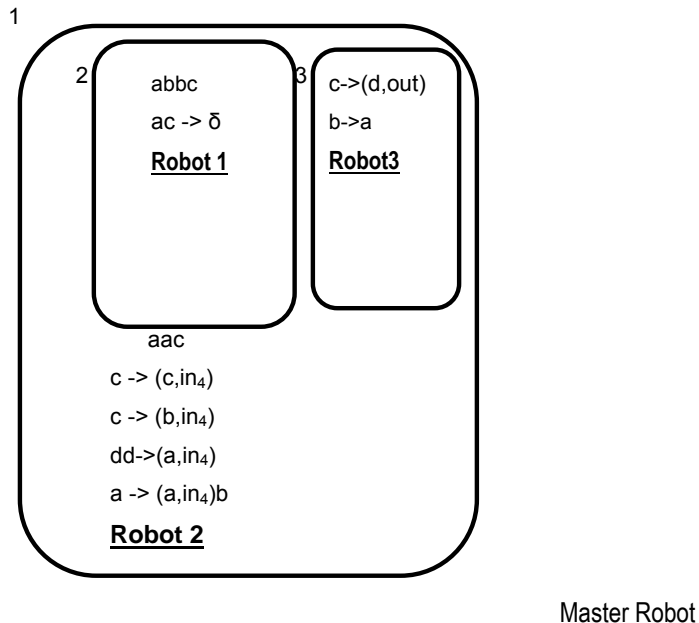 1
2
abbc
ac -> δ
Robot 1
3
c->(d,out)
b->a
Robot3
aac
c -> (c,in₄)
c -> (b,in₄)
dd->(a,in₄)
a -> (a,in₄)b
Robot 2
Master Robot